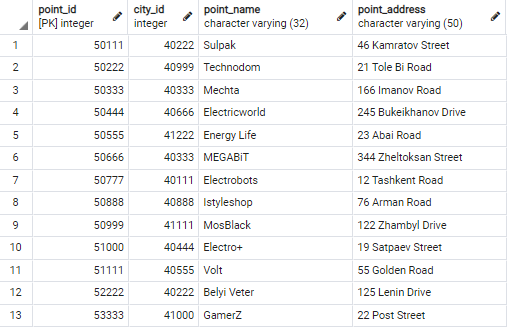 point_id city_id point_name point_address
[PK] integer integer character varying (32) character varying (50)
1 50111 40222 Sulpak 46 Kamratov Street
2 50222 40999 Technodom 21 Tole Bi Road
3 50333 40333 Mechta 166 Imanov Road
4 50444 40666 Electricworld 245 Bukeikhanov Drive
5 50555 41222 Energy Life 23 Abai Road
6 50666 40333 MEGABiT 344 Zheltoksan Street
7 50777 40111 Electrobots 12 Tashkent Road
8 50888 40888 Istyleshop 76 Arman Road
9 50999 41111 MosBlack 122 Zhambyl Drive
10 51000 40444 Electro+ 19 Satpaev Street
11 51111 40555 Volt 55 Golden Road
12 52222 40222 Belyi Veter 125 Lenin Drive
13 53333 41000 GamerZ 22 Post Street